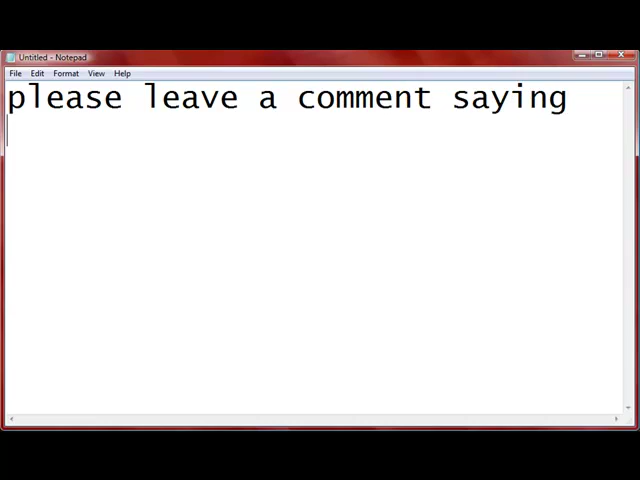 Untitled - Notepad
File Edit Format View Help
please leave a comment saying